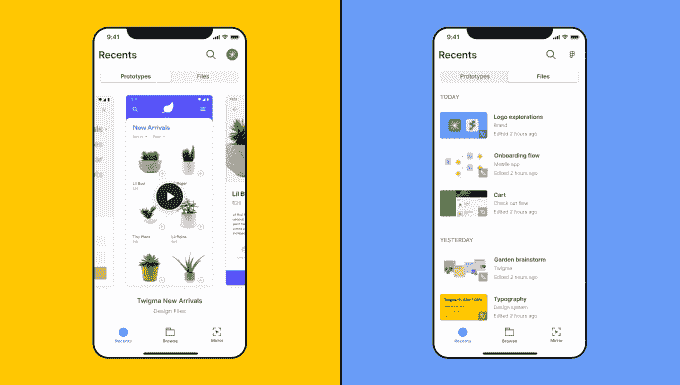 9:41
Recents
Prototypes
Files
New Arrivals
Lil Bud
Tiny Planes
Lil B
Twigma New Arrivals
Design Files
Recents
Browse
Mirror
9:41
Recents
Prototypes
Files
TODAY
Logo explorations
Brand
Edited 2 hours ago
Onboarding flow
Mobile app
Edited 2 hours ago
Cart
Check out flow
Edited 2 hours ago
YESTERDAY
Garden brainstorm
Twigma
Edited 2 hours ago
Typography
Design system
Edited 2 hours ago
Recents
Browse
Mirror